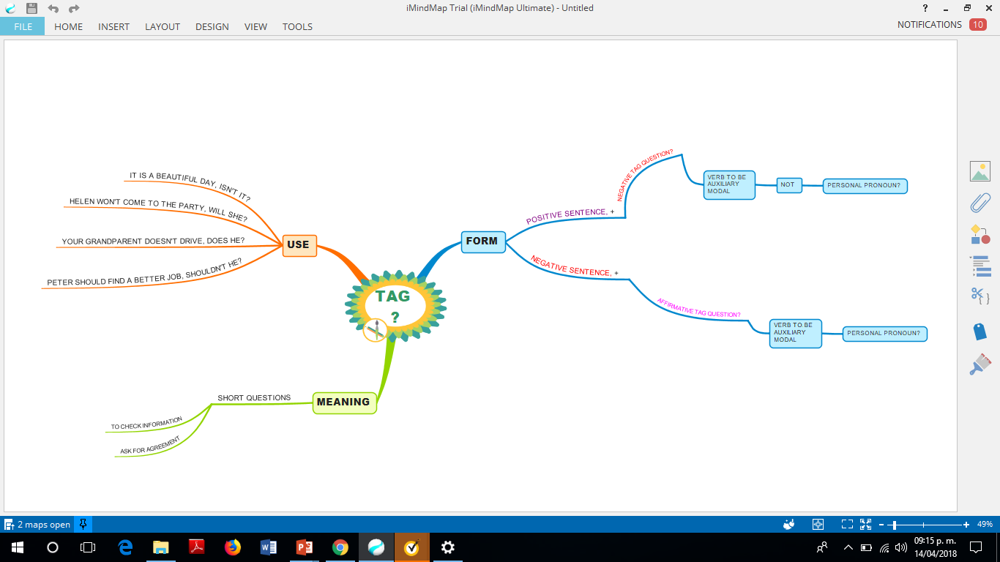 iMindMap Trial (iMindMap Ultimate) - Untitled
?
FILE HOME INSERT LAYOUT DESIGN VIEW TOOLS
NOTIFICATIONS 10
IT IS A BEAUTIFUL DAY, ISN'T IT?
HELEN WON'T COME TO THE PARTY, WILL SHE?
YOUR GRANDPARENT DOESN'T DRIVE, DOES HE?
PETER SHOULD FIND A BETTER JOB, SHOULDN'T HE?
USE
TAG
?
FORM
POSITIVE SENTENCE, +
NEGATIVE TAG QUESTION?
VERB TO BE
AUXILIARY
MODAL
NOT
PERSONAL PRONOUN?
NEGATIVE SENTENCE, +
AFFIRMATIVE TAG QUESTION?
VERB TO BE
AUXILIARY
MODAL
PERSONAL PRONOUN?
MEANING
SHORT QUESTIONS
TO CHECK INFORMATION
ASK FOR AGREEMENT
2 maps open
49%
09:15 p. m.
14/04/2018